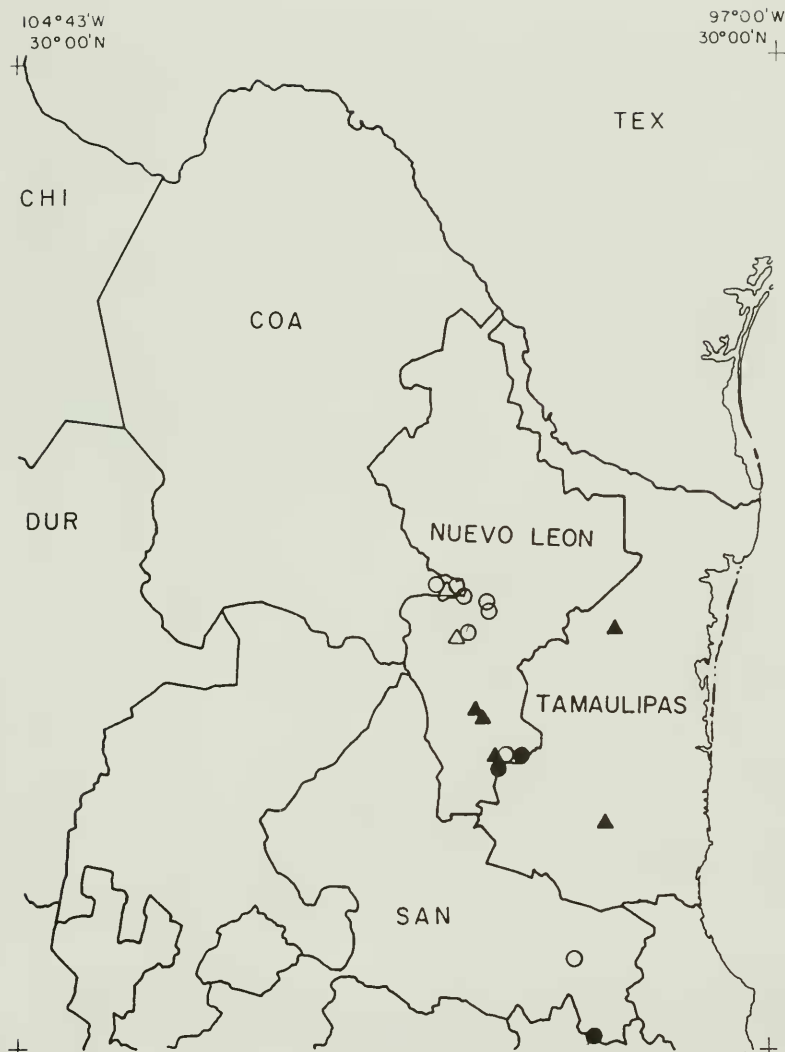 104°43'W
30°00'N
97°00'W
30°00'N
TEX
CHI
COA
DUR
NUEVO LEON
TAMAULIPAS
SAN